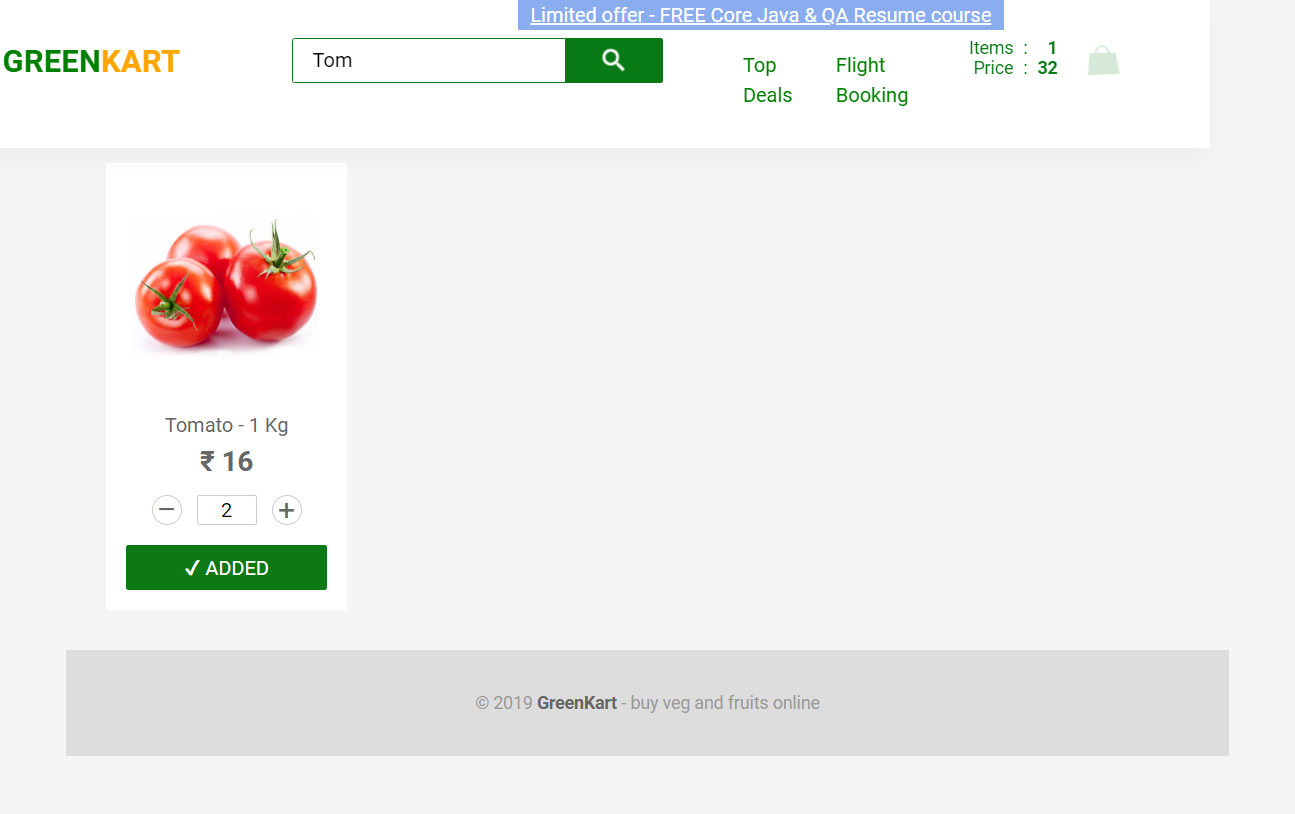 Limited offer - FREE Core Java & QA Resume course
GREENKART
Tom
Top Deals
Flight Booking
Items : 1
Price : 32
Tomato - 1 Kg
₹ 16
− 2 +
✓ ADDED
© 2019 GreenKart - buy veg and fruits online